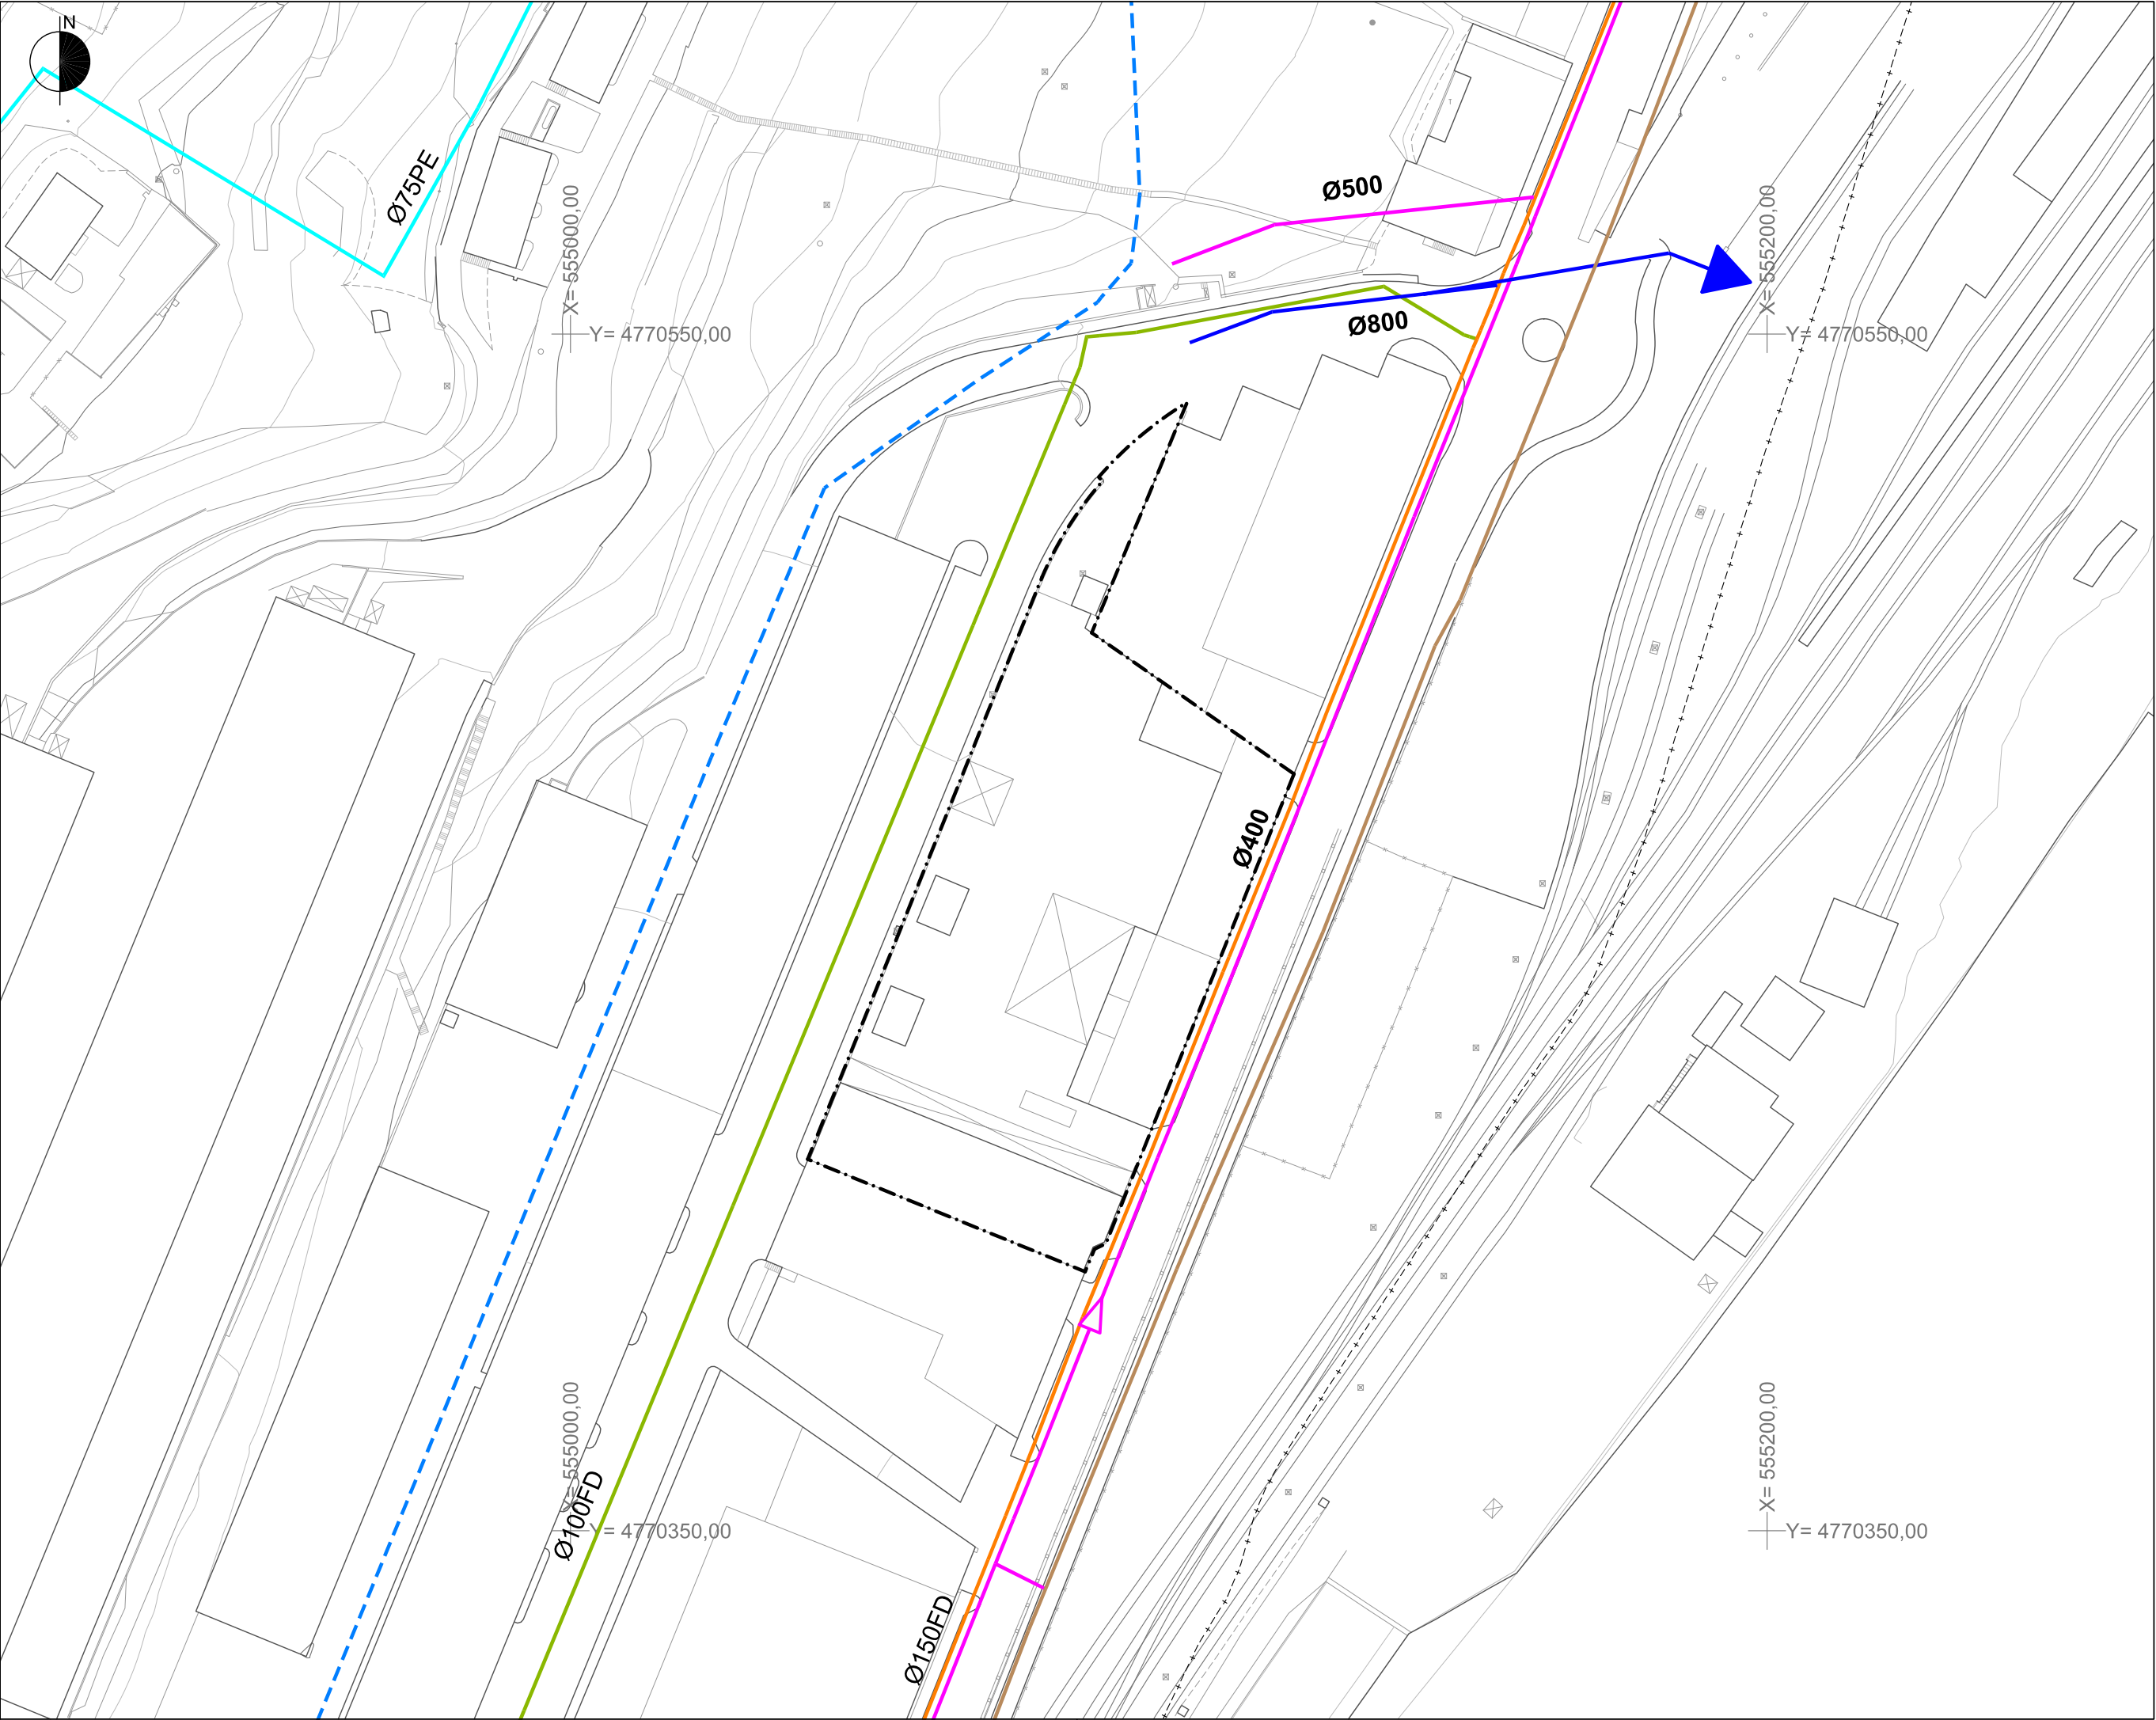 N
Ø75PE
Ø500
X= 555000,00
X= 555200,00
Y= 4770550,00
Ø800
Y= 4770550,00
T
Ø400
X= 555000,00
X= 555200,00
Ø100FD
Y= 4770350,00
Y= 4770350,00
Ø150FD